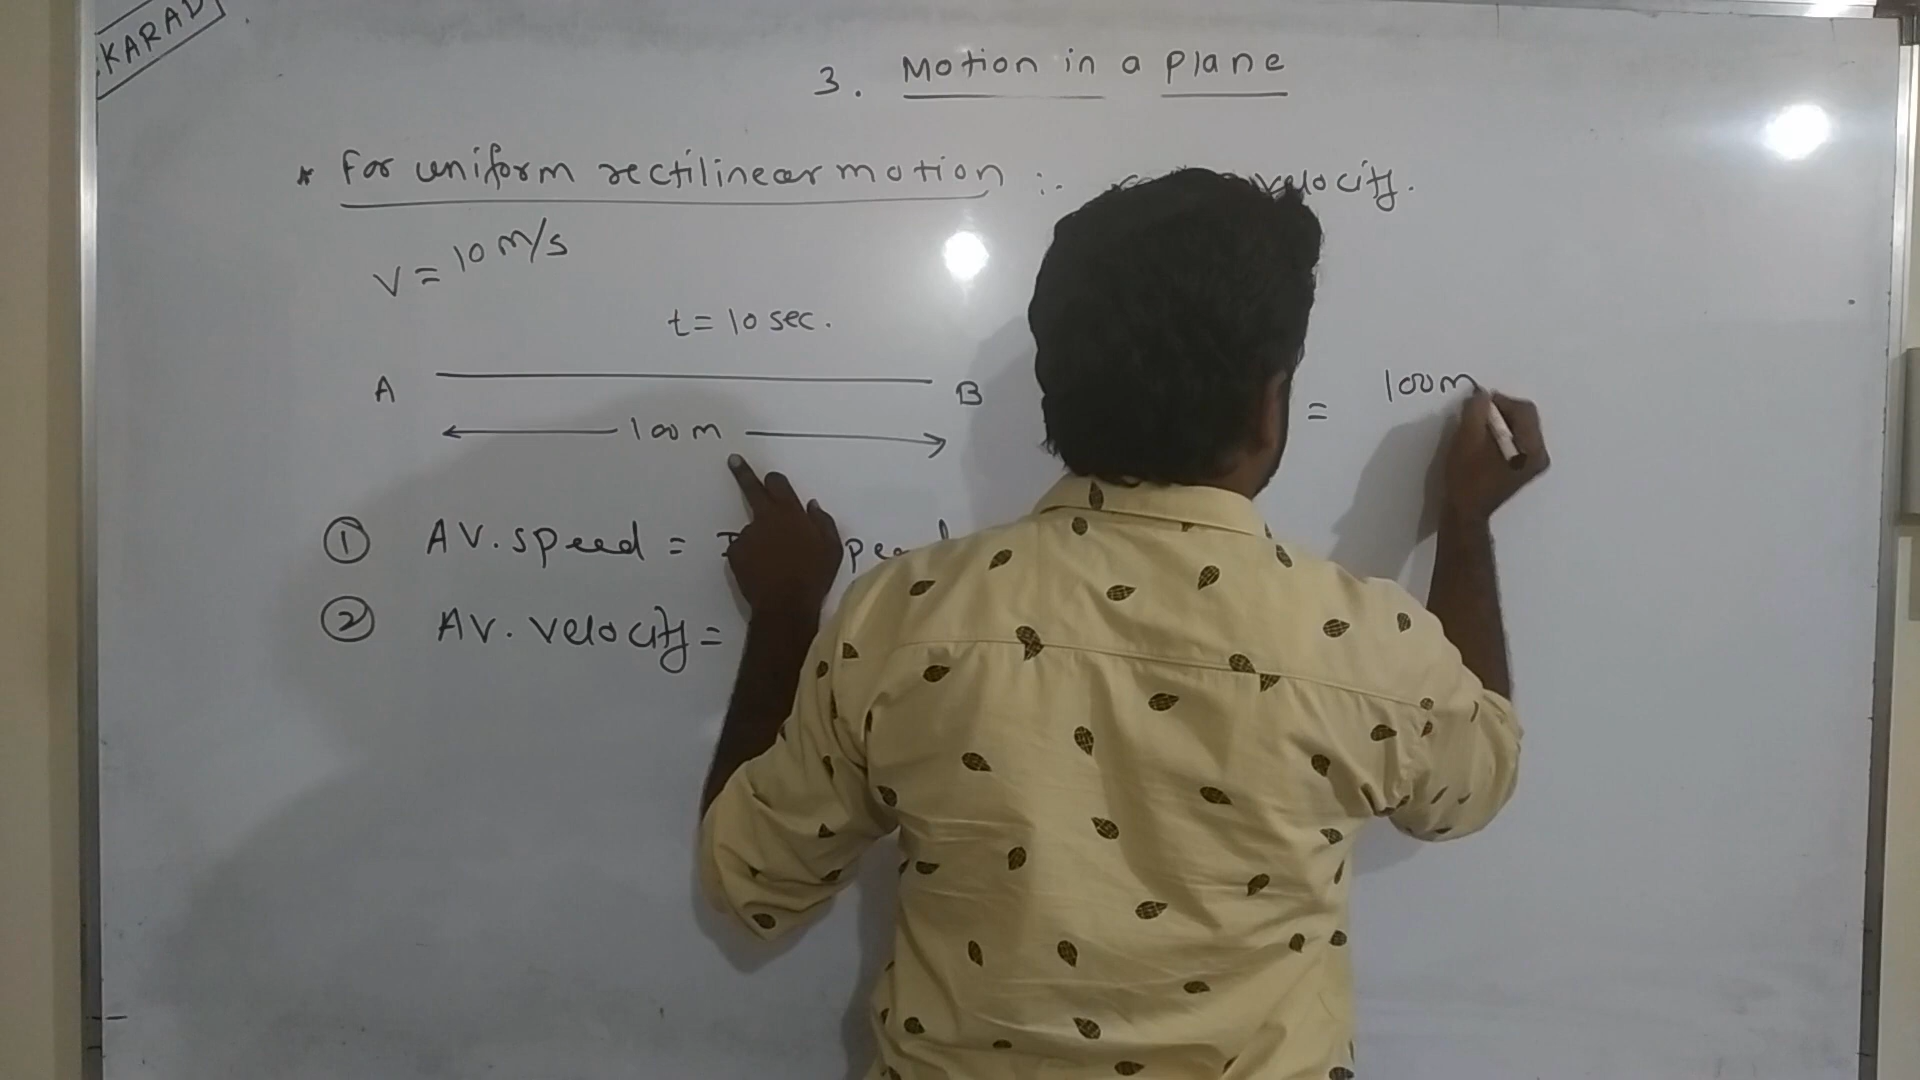 KARAD
3. Motion in a plane
* For uniform rectilinear motion :- velocity.
V = 10 m/s
t = 10 sec.
A B
= 100m
100 m
① AV. speed =
② AV. velocity =